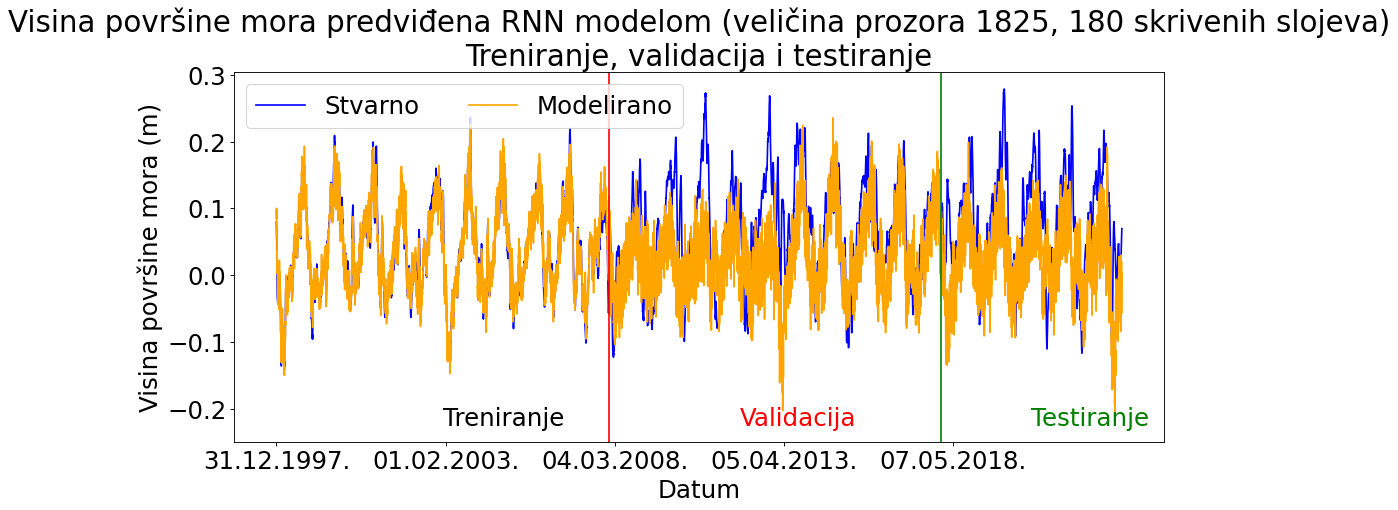 Visina površine mora predviđena RNN modelom (veličina prozora 1825, 180 skrivenih slojeva)
Treniranje, validacija i testiranje
Stvarno
Modelirano
Visina površine mora (m)
0.3
0.2
0.1
0.0
−0.1
−0.2
Treniranje
Validacija
Testiranje
31.12.1997.
01.02.2003.
04.03.2008.
05.04.2013.
07.05.2018.
Datum